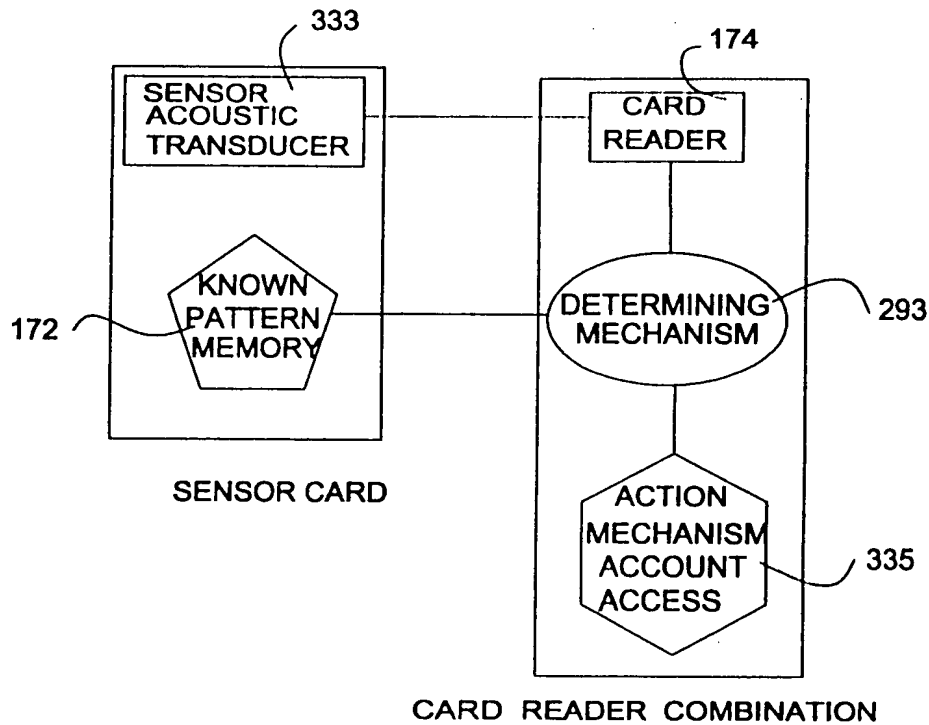 333
SENSOR
ACOUSTIC
TRANSDUCER
KNOWN
PATTERN
MEMORY
172
SENSOR CARD
174
CARD
READER
DETERMINING
MECHANISM
293
ACTION
MECHANISM
ACCOUNT
ACCESS
335
CARD READER COMBINATION